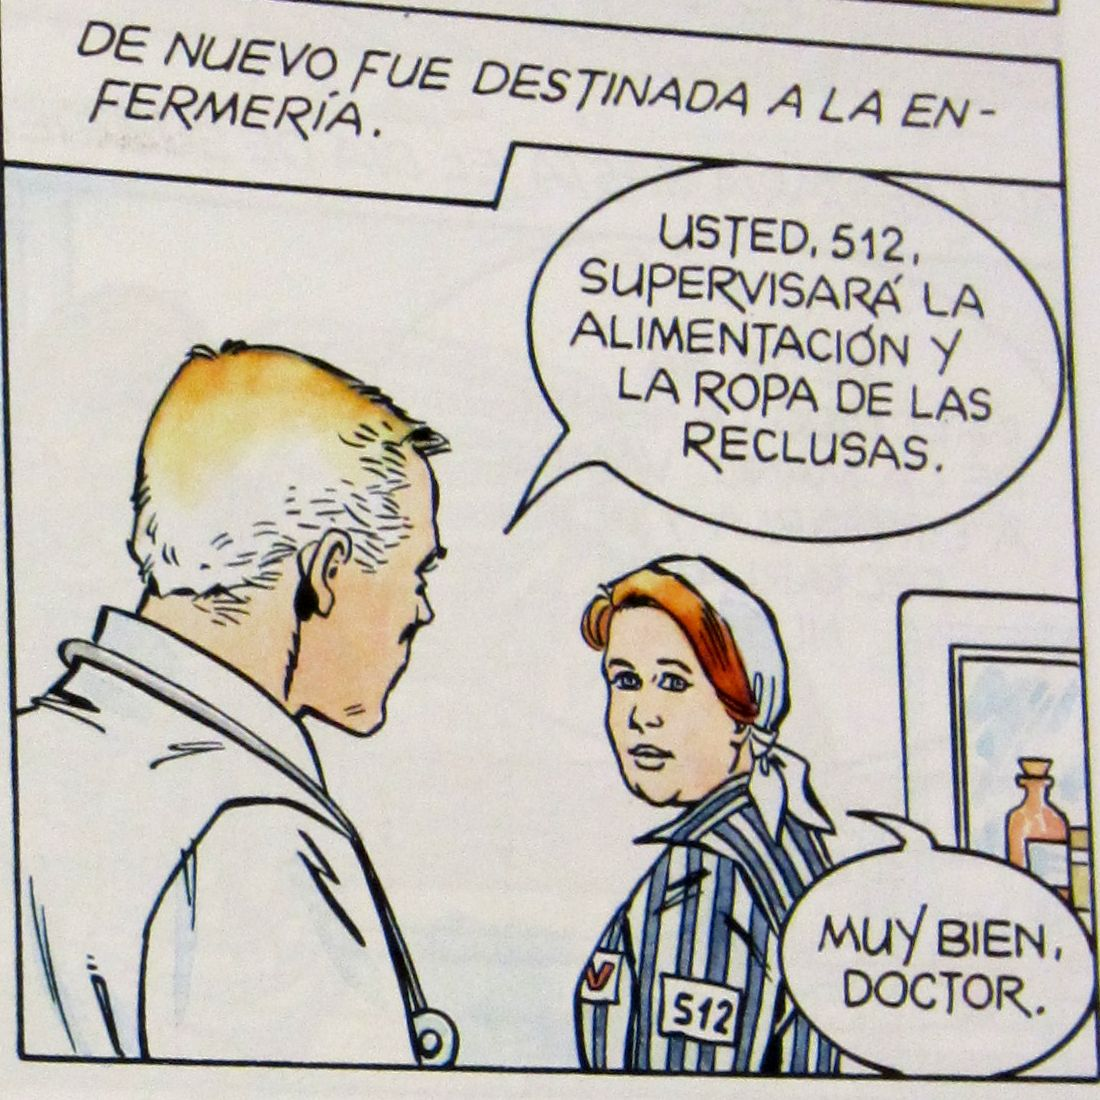 DE NUEVO FUE DESTINADA A LA EN-
FERMERÍA.
USTED, 512,
SUPERVISARÁ LA
ALIMENTACIÓN Y
LA ROPA DE LAS
RECLUSAS.
V
512
MUY BIEN,
DOCTOR.